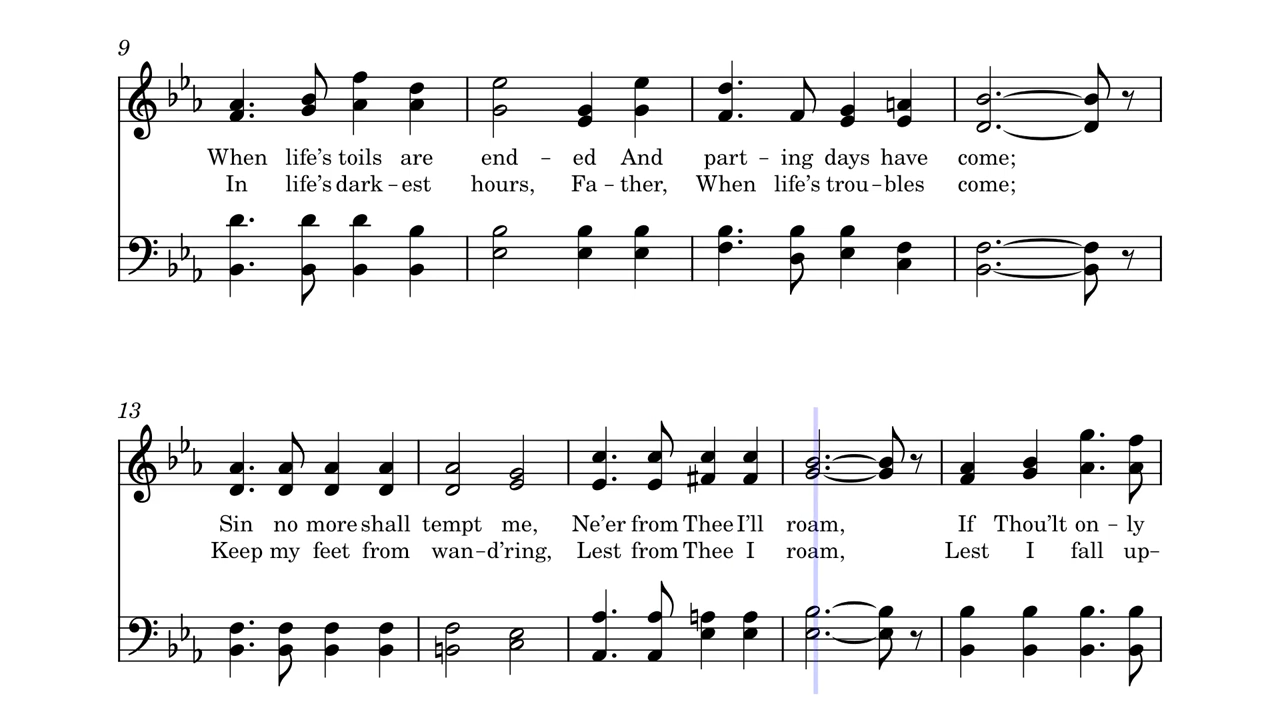 9
When life’s toils are end – ed And part – ing days have come;
In life’s dark – est hours, Fa – ther, When life’s trou – bles come;
13
Sin no more shall tempt me, Ne’er from Thee I’ll roam, If Thou’lt on – ly
Keep my feet from wan – d’ring, Lest from Thee I roam, Lest I fall up–